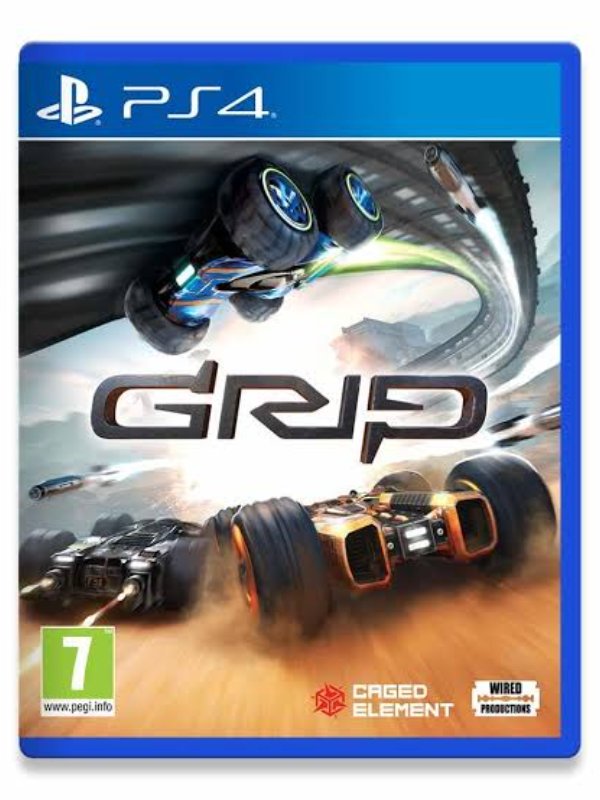 PS4
GRIP
7
www.pegi.info
CAGED
ELEMENT
WIRED
PRODUCTIONS